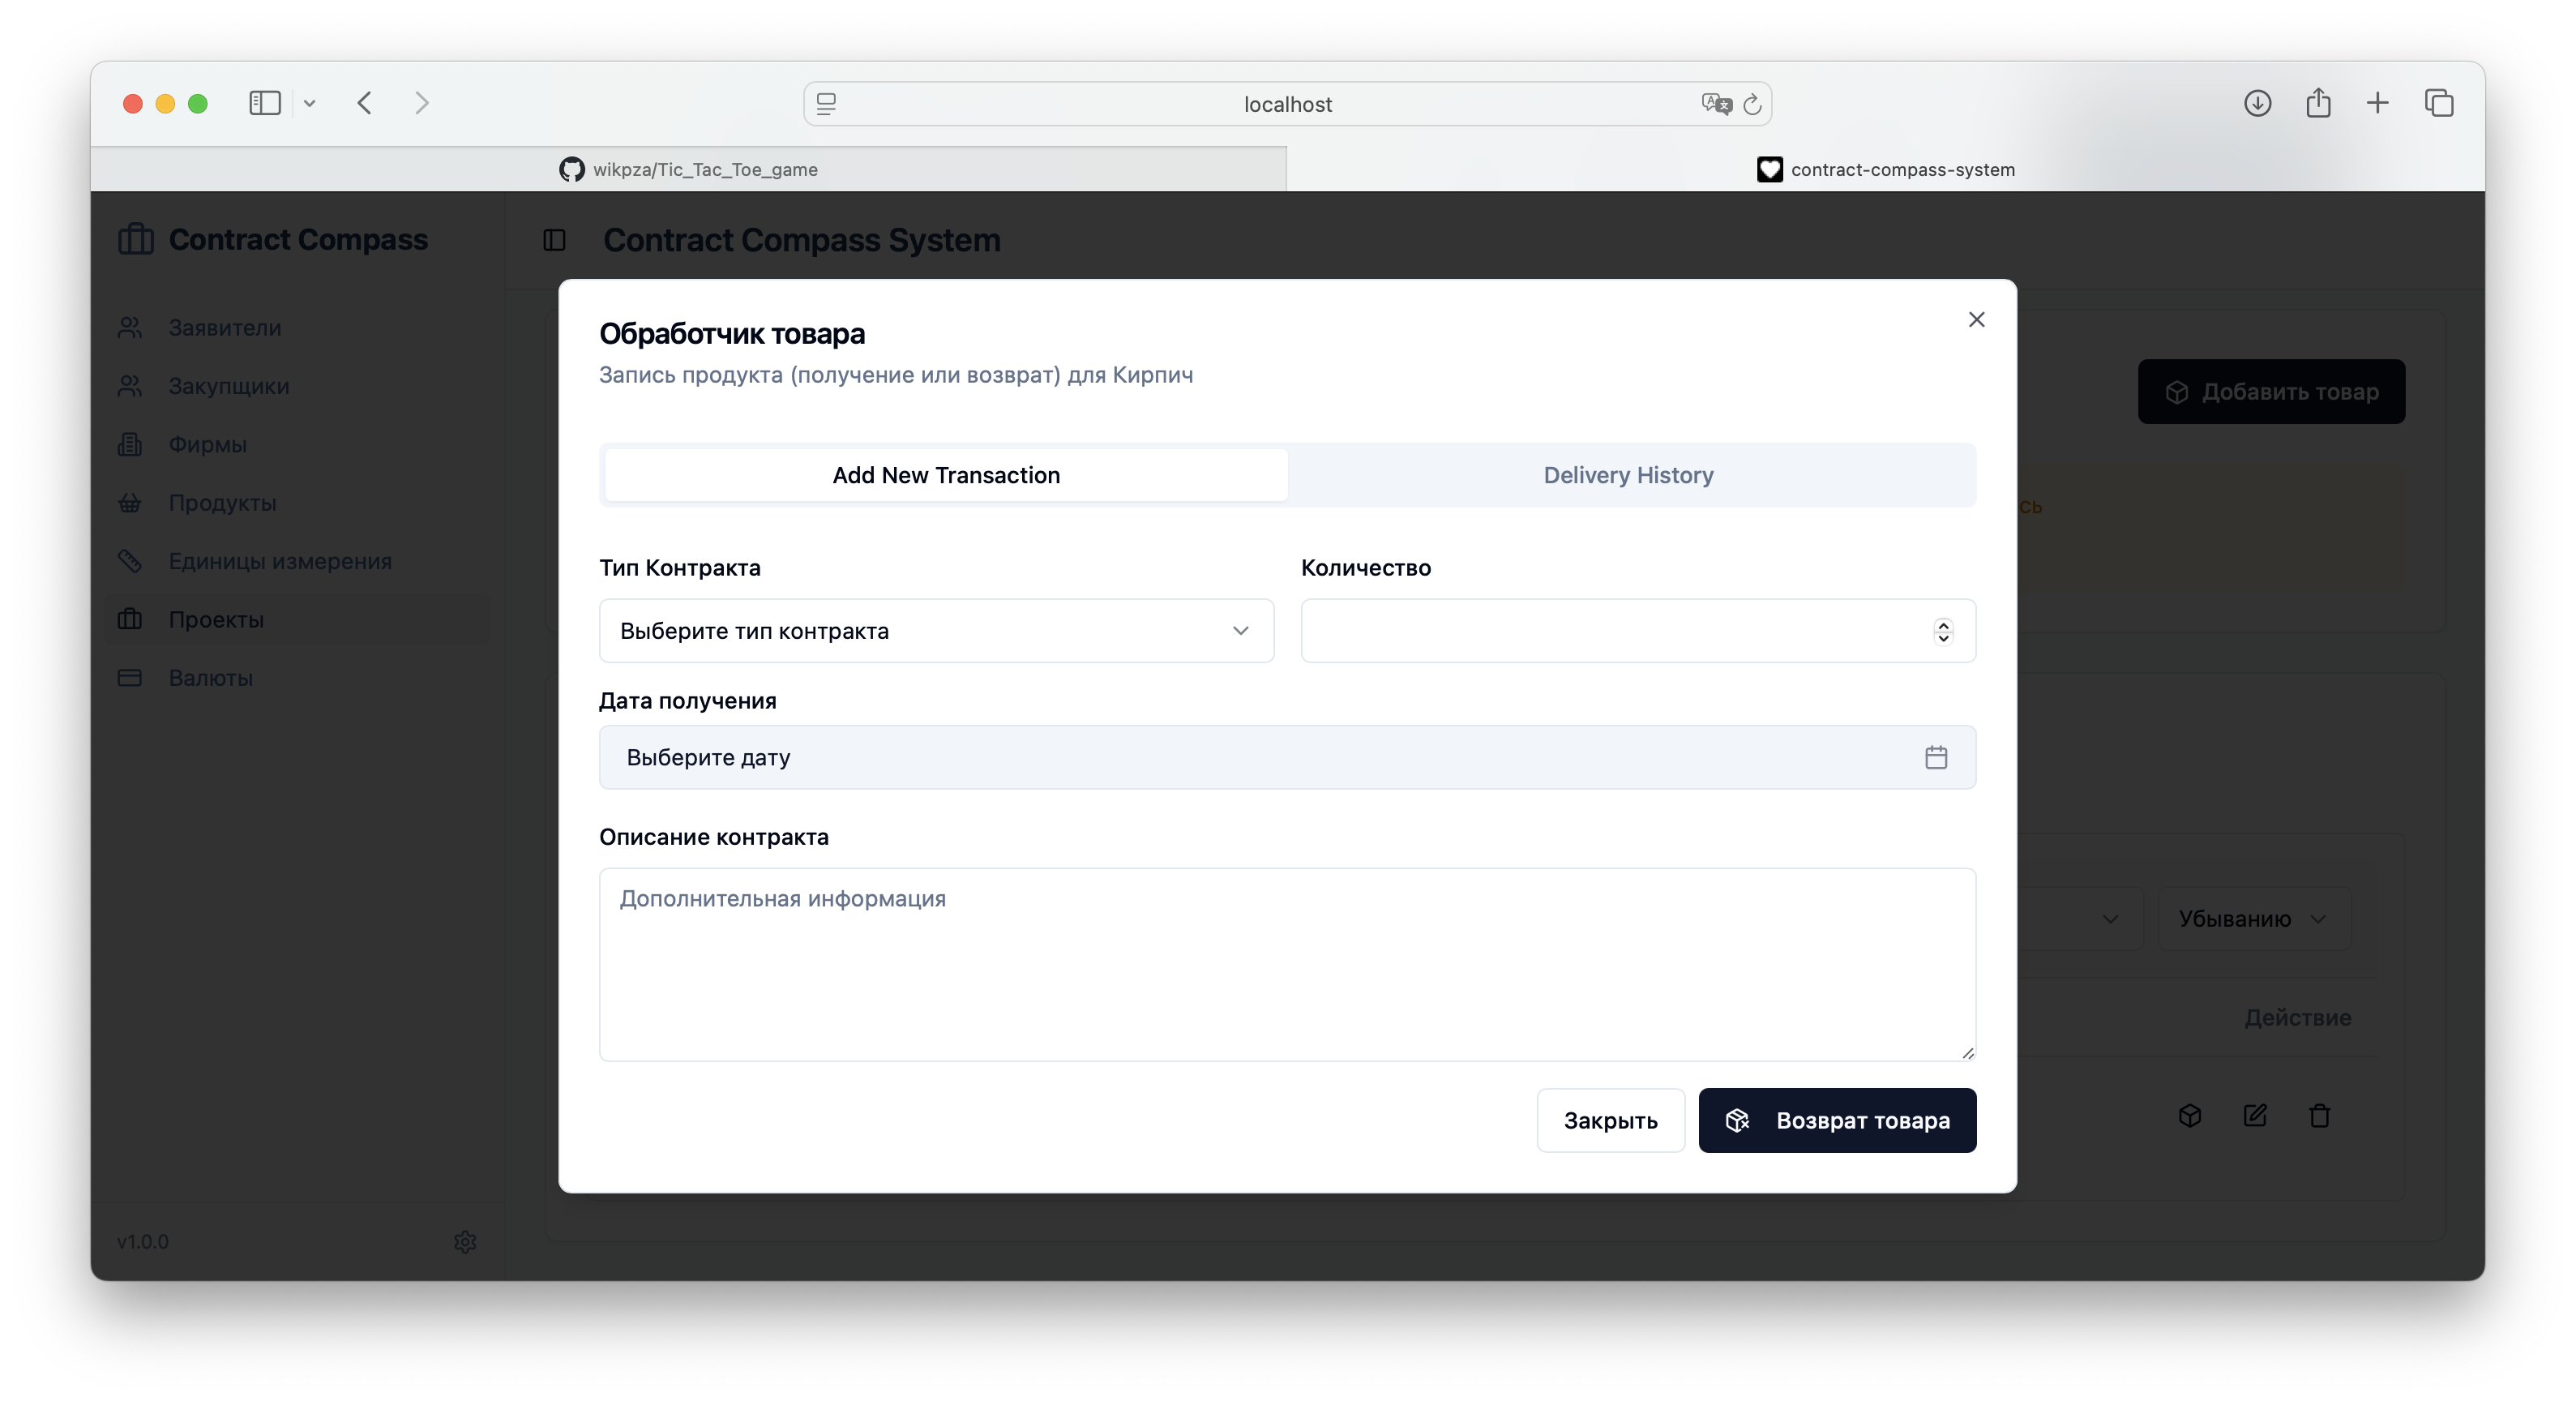 localhost
wikpza/Tic_Tac_Toe_game
contract-compass-system
Contract Compass
Contract Compass System
Заявители
Закупщики
Фирмы
Продукты
Единицы измерения
Проекты
Валюты
v1.0.0
Добавить товар
сь
Убыванию
Действие
Обработчик товара
Запись продукта (получение или возврат) для Кирпич
Add New Transaction
Delivery History
Тип Контракта
Количество
Выберите тип контракта
Дата получения
Выберите дату
Описание контракта
Дополнительная информация
Закрыть
Возврат товара